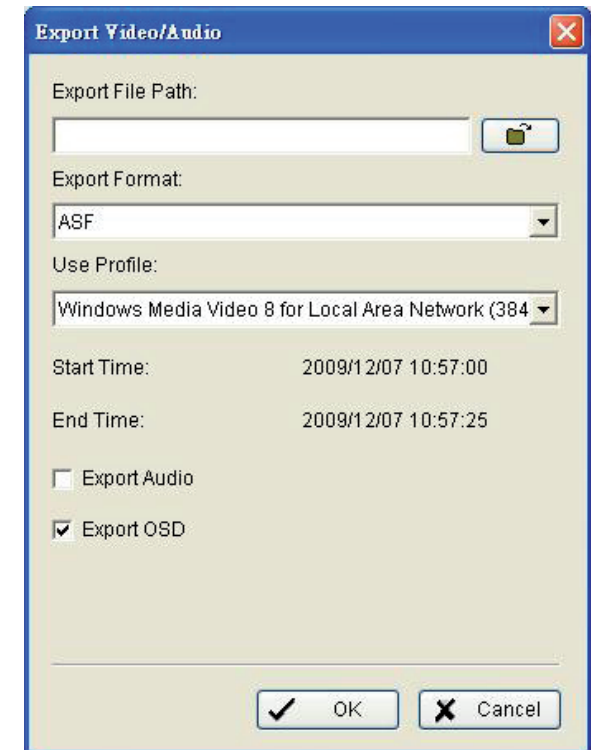 Export Video/Audio
Export File Path:
Export Format:
ASF
Use Profile:
Windows Media Video 8 for Local Area Network (384
Start Time: 2009/12/07 10:57:00
End Time: 2009/12/07 10:57:25
Export Audio
Export OSD
OK Cancel